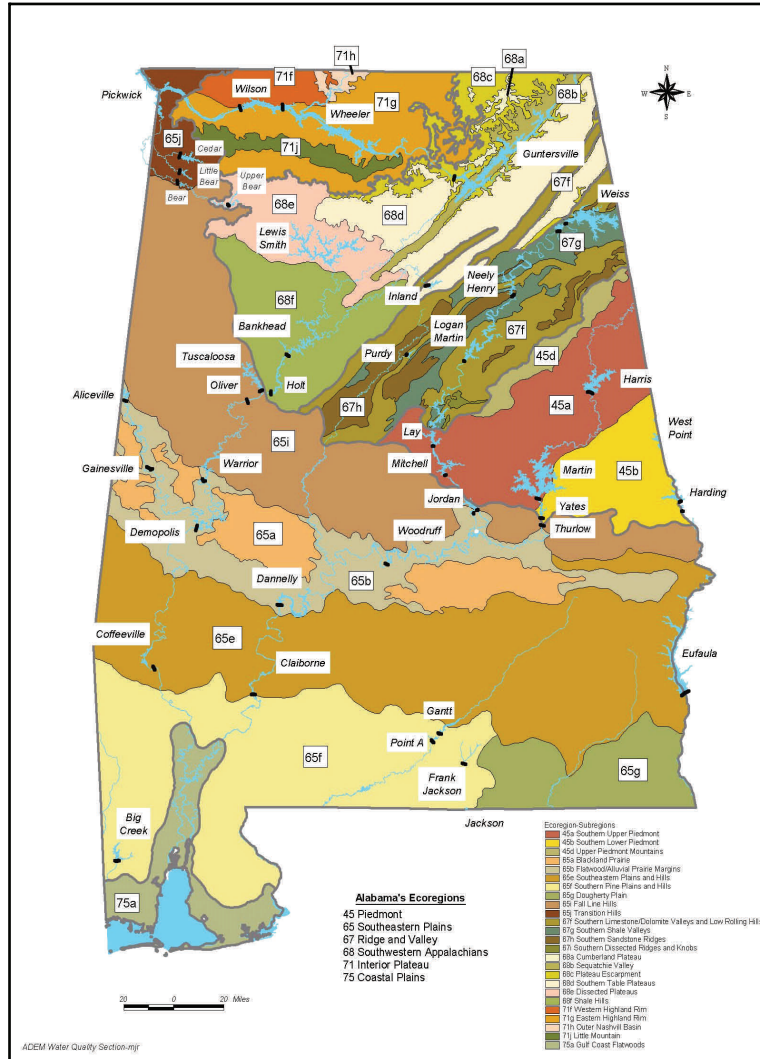 68a
71h
68c
N
W E
S
71f
68b
Pickwick
Wilson
71g
Wheeler
65j
Cedar
71j
Guntersville
Little
Bear
Upper
Bear
67f
Bear
Weiss
68e
68d
Lewis
Smith
67g
Neely
Henry
68f
Inland
Bankhead
Logan
Martin
67f
Tuscaloosa
Purdy
45d
Oliver
Holt
Harris
Aliceville
45a
67h
West
Point
Lay
65i
Gainesville
Warrior
Mitchell
Martin
45b
Harding
Jordan
Yates
Demopolis
65a
Woodruff
Thurlow
Dannelly
65b
Coffeeville
65e
Claiborne
Eufaula
Gantt
Point A
65f
65g
Frank
Jackson
Big
Creek
Jackson
75a
Alabama's Ecoregions
45 Piedmont
65 Southeastern Plains
67 Ridge and Valley
68 Southwestern Appalachians
71 Interior Plateau
75 Coastal Plains
Ecoregion-Subregions
45a Southern Upper Piedmont
45b Southern Lower Piedmont
45d Upper Piedmont Mountains
65a Blackland Prairie
65b Flatwood/Alluvial Prairie Margins
65e Southeastern Plains and Hills
65f Southern Pine Plains and Hills
65g Dougherty Plain
65i Fall Line Hills
65j Transition Hills
67f Southern Limestone/Dolomite Valleys and Low Rolling Hills
67g Southern Shale Valleys
67h Southern Sandstone Ridges
67i Southern Dissected Ridges and Knobs
68a Cumberland Plateau
68b Sequatchie Valley
68c Plateau Escarpment
68d Southern Table Plateaus
68e Dissected Plateaus
68f Shale Hills
71f Western Highland Rim
71g Eastern Highland Rim
71h Outer Nashvill Basin
71j Little Mountain
75a Gulf Coast Flatwoods
20 0 20 Miles
ADEM Water Quality Section-mjr